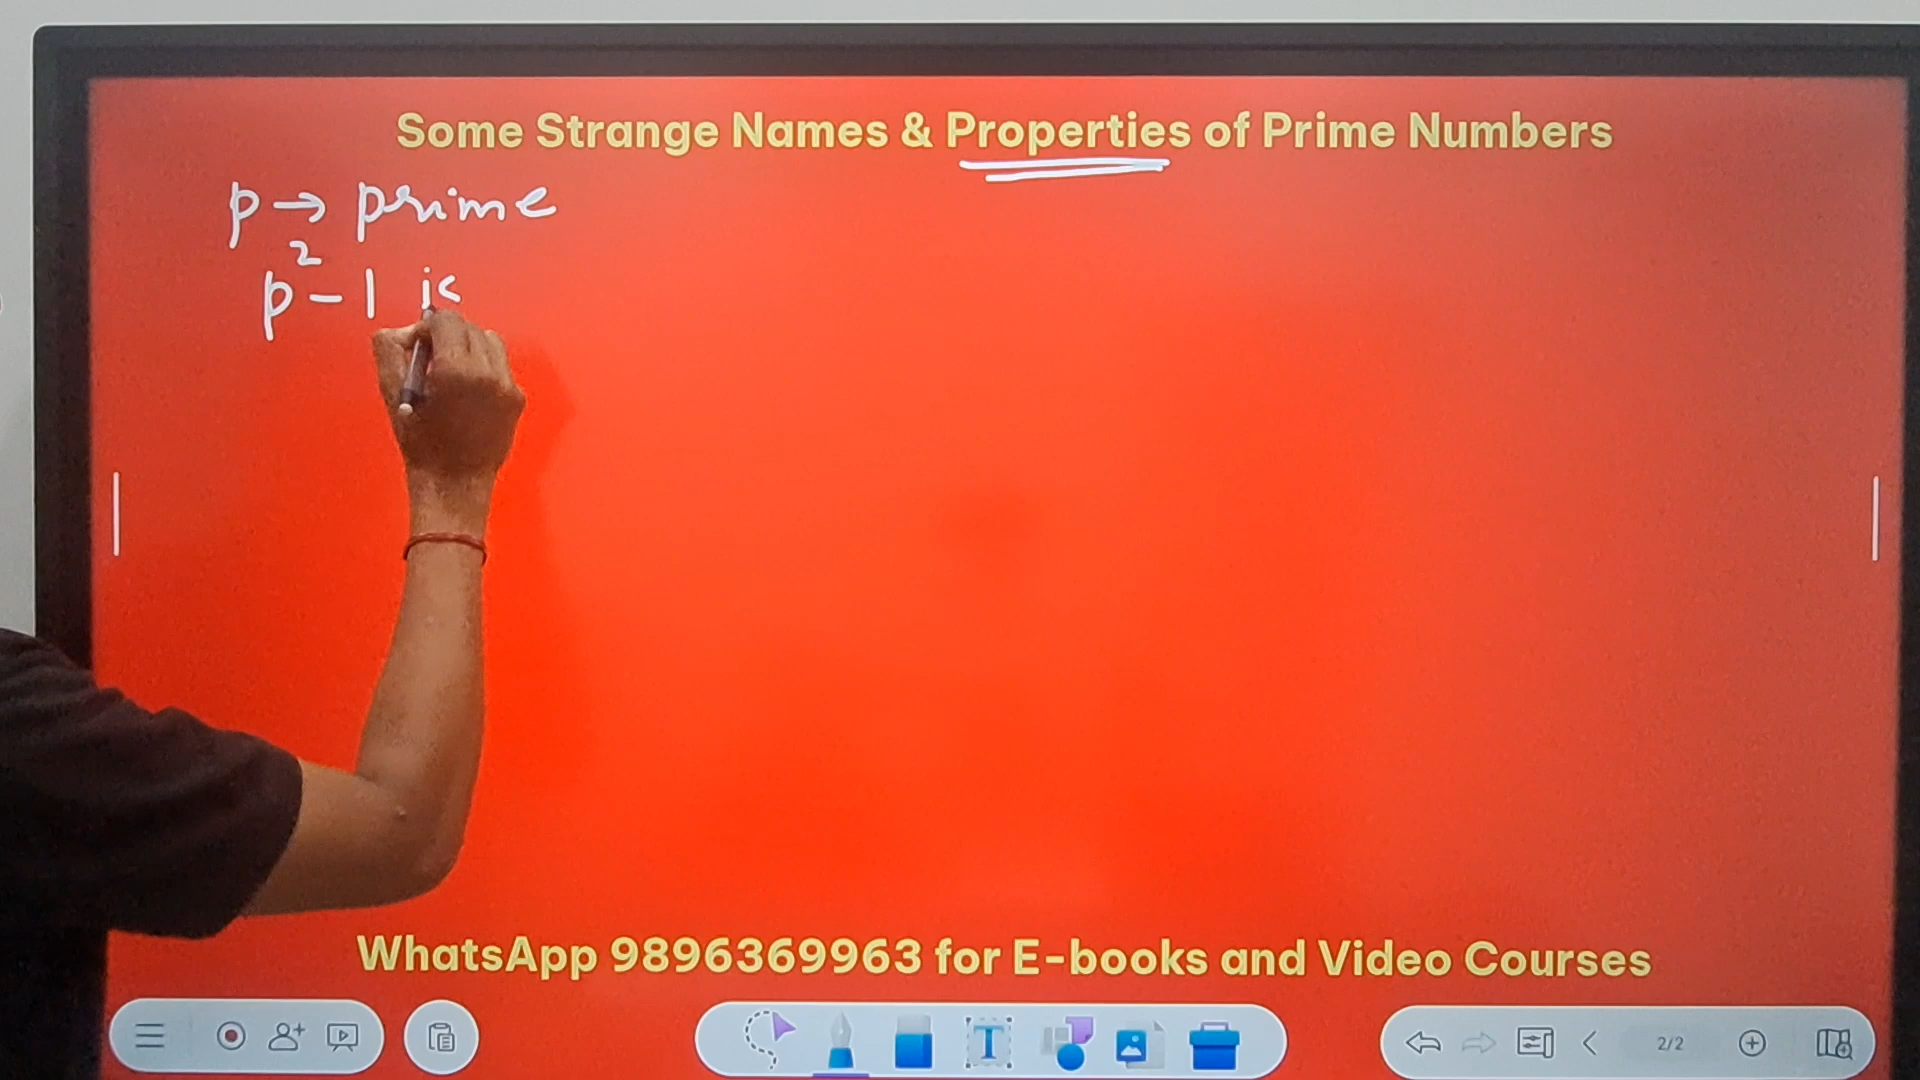 Some Strange Names & Properties of Prime Numbers
p → prime
p² - 1 is
WhatsApp 9896369963 for E-books and Video Courses
T
2/2